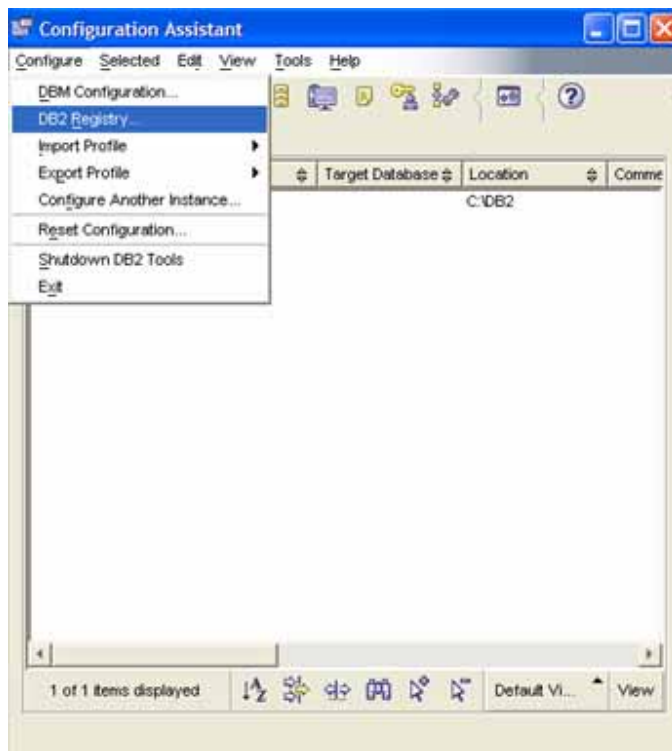 Configuration Assistant
Configure Selected Edit View Tools Help
DBM Configuration...
DB2 Registry...
Import Profile
Export Profile
Configure Another Instance...
Reset Configuration...
Shutdown DB2 Tools
Exit
Target Database Location Comme
C:\DB2
1 of 1 items displayed Default Vi... View